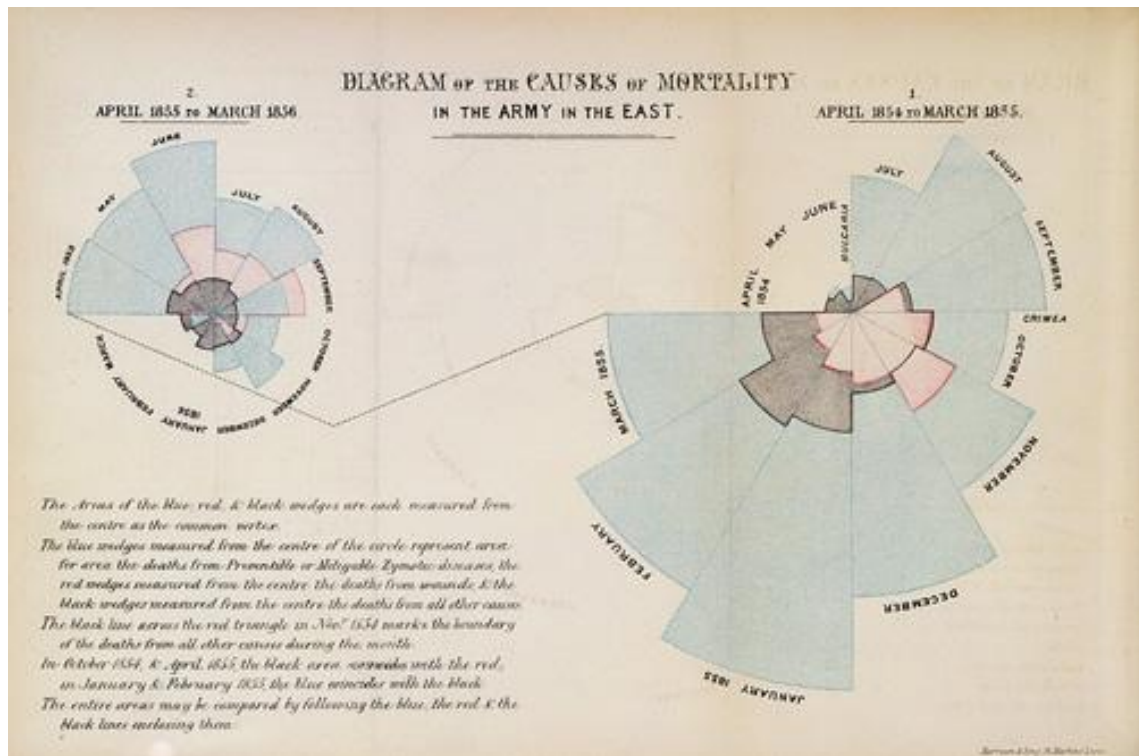 DIAGRAM OF THE CAUSES OF MORTALITY
IN THE ARMY IN THE EAST.
2.
APRIL 1855 TO MARCH 1856
JUNE
JULY
AUGUST
SEPTEMBER
OCTOBER
NOVEMBER
DECEMBER
JANUARY 1856
FEBRUARY
MARCH
APRIL 1855
MAY
1
APRIL 1854 TO MARCH 1855.
APRIL 1854
MAY
JUNE
BULGARIA
JULY
AUGUST
SEPTEMBER
CRIMEA
OCTOBER
NOVEMBER
DECEMBER
JANUARY 1855
FEBRUARY
MARCH 1855
The Areas of the blue, red, & black wedges are each measured from
the centre as the common vertex.
The blue wedges measured from the centre of the circle represent area
for area the deaths from Preventible or Mitigable Zymotic diseases, the
red wedges measured from the centre the deaths from wounds, & the
black wedges measured from the centre the deaths from all other causes.
The black line across the red triangle in Nov.r 1854 marks the boundary
of the deaths from all other causes during the month.
In October 1854, & April 1855, the black area coincides with the red,
in January & February 1855, the blue coincides with the black.
The entire areas may be compared by following the blue, the red & the
black lines enclosing them.